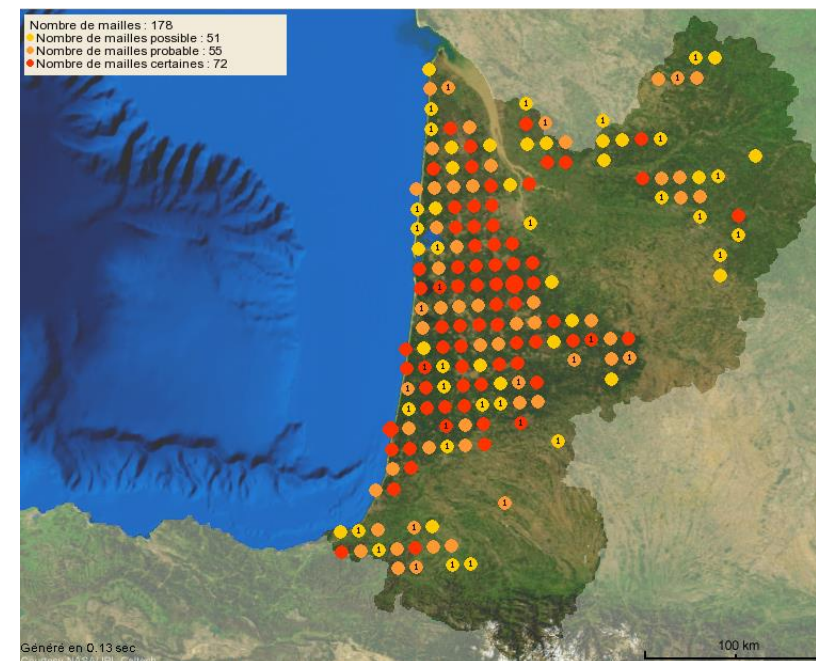 Nombre de mailles : 178
Nombre de mailles possible : 51
Nombre de mailles probable : 55
Nombre de mailles certaines : 72
Généré en 0.13 sec
100 km